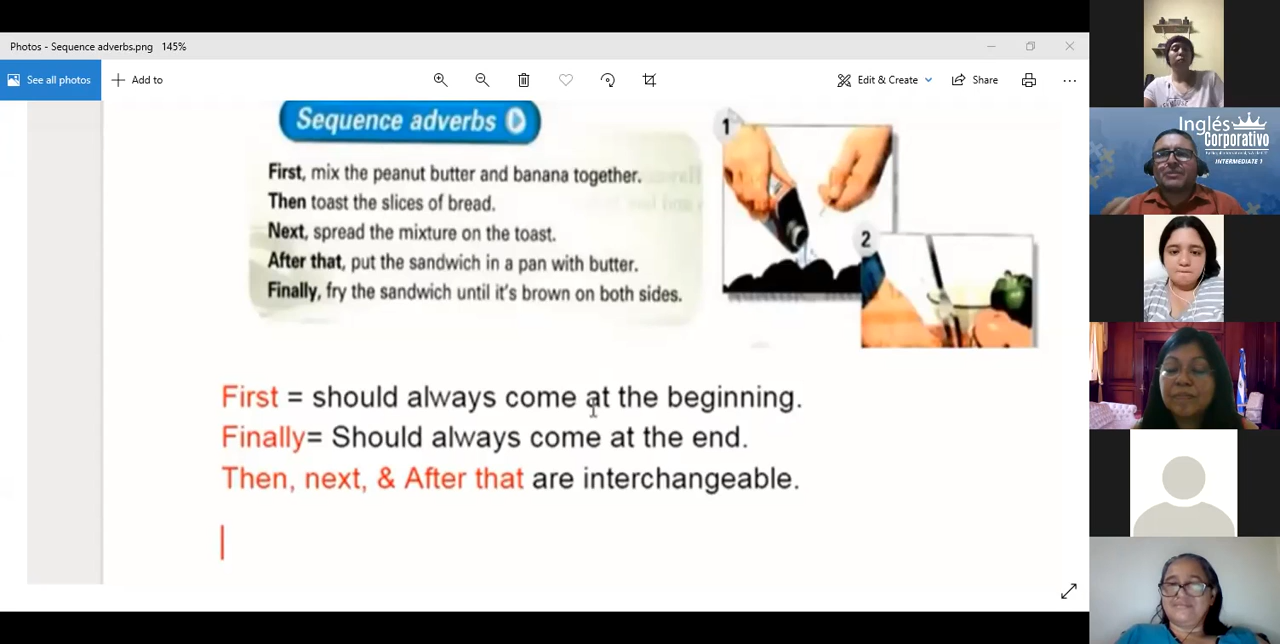 Photos - Sequence adverbs.png 145%
See all photos
Add to
Edit & Create
Share
Sequence adverbs
First, mix the peanut butter and banana together.
Then toast the slices of bread.
Next, spread the mixture on the toast.
After that, put the sandwich in a pan with butter.
Finally, fry the sandwich until it's brown on both sides.
1
2
First = should always come at the beginning.
Finally= Should always come at the end.
Then, next, & After that are interchangeable.
Inglés
Corporativo
INTERMEDIATE 1